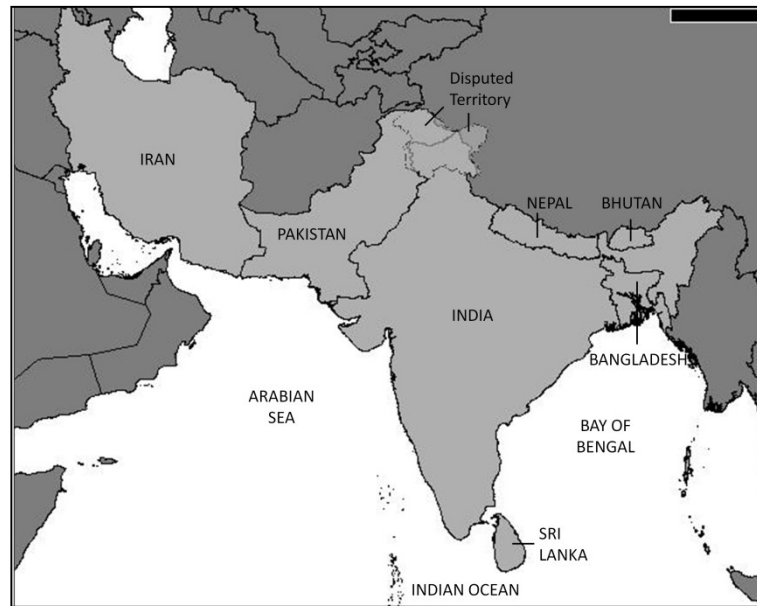 Disputed
Territory
IRAN
NEPAL
BHUTAN
PAKISTAN
INDIA
BANGLADESH
ARABIAN
SEA
BAY OF
BENGAL
SRI
LANKA
INDIAN OCEAN